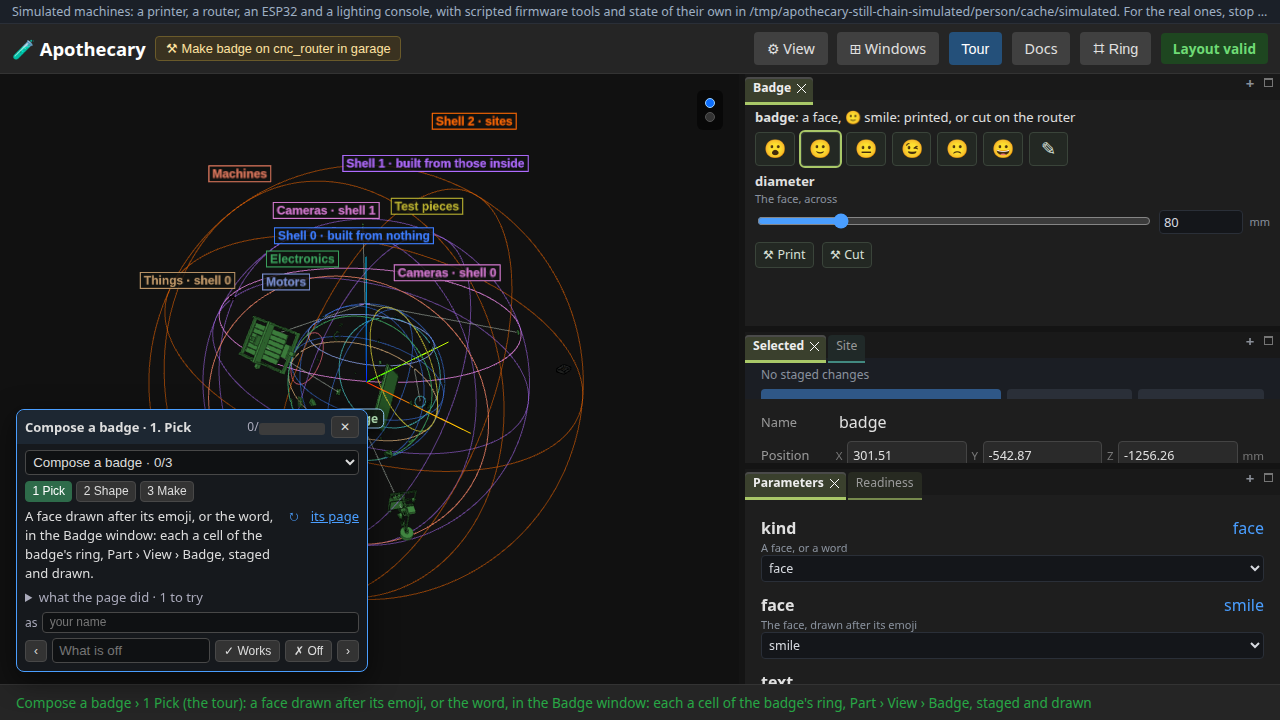 Simulated machines: a printer, a router, an ESP32 and a lighting console, with scripted firmware tools and state of their own in /tmp/apothecary-still-chain-simulated/person/cache/simulated. For the real ones, stop ...
🧪 Apothecary
⚒ Make badge on cnc_router in garage
⚙ View
⊞ Windows
Tour
Docs
⌗ Ring
Layout valid
Shell 2 · sites
Shell 1 · built from those inside
Machines
Cameras · shell 1
Test pieces
Shell 0 · built from nothing
Electronics
Cameras · shell 0
Things · shell 0
Motors
Badge
badge: a face, 🙂 smile: printed, or cut on the router
diameter
The face, across
80 mm
⚒ Print
⚒ Cut
Selected
Site
No staged changes
Name badge
Position X 301.51 Y -542.87 Z -1256.26 mm
Parameters
Readiness
kind face
A face, or a word
face
face smile
The face, drawn after its emoji
smile
text
Compose a badge · 1. Pick 0/
Compose a badge · 0/3
1 Pick
2 Shape
3 Make
A face drawn after its emoji, or the word,
in the Badge window: each a cell of the
badge's ring, Part › View › Badge, staged
and drawn.
↻ its page
▶ what the page did · 1 to try
as your name
‹ What is off ✓ Works ✗ Off ›
Compose a badge › 1 Pick (the tour): a face drawn after its emoji, or the word, in the Badge window: each a cell of the badge's ring, Part › View › Badge, staged and drawn